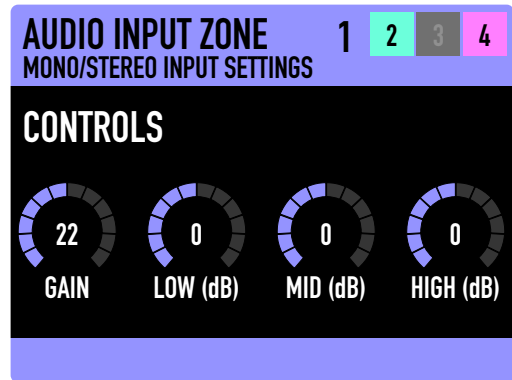 AUDIO INPUT ZONE 1 2 3 4
MONO/STEREO INPUT SETTINGS
CONTROLS
22 0 0 0
GAIN LOW (dB) MID (dB) HIGH (dB)